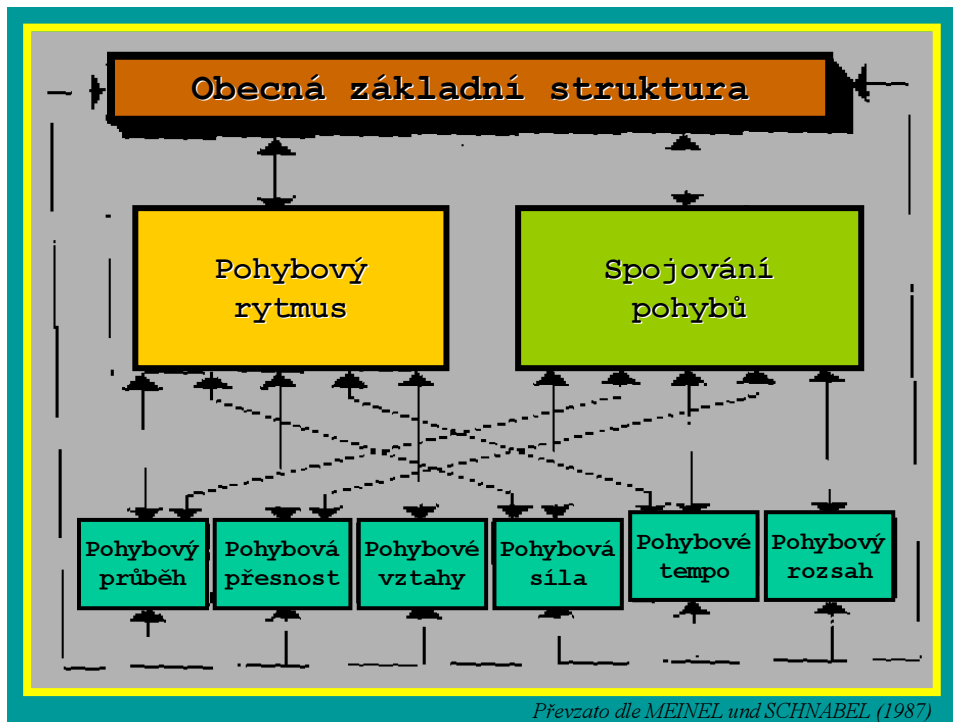 Obecná základní struktura
Pohybový
rytmus
Spojování
pohybů
Pohybový
průběh
Pohybová
přesnost
Pohybové
vztahy
Pohybová
síla
Pohybové
tempo
Pohybový
rozsah
Převzato dle MEINEL und SCHNABEL (1987)